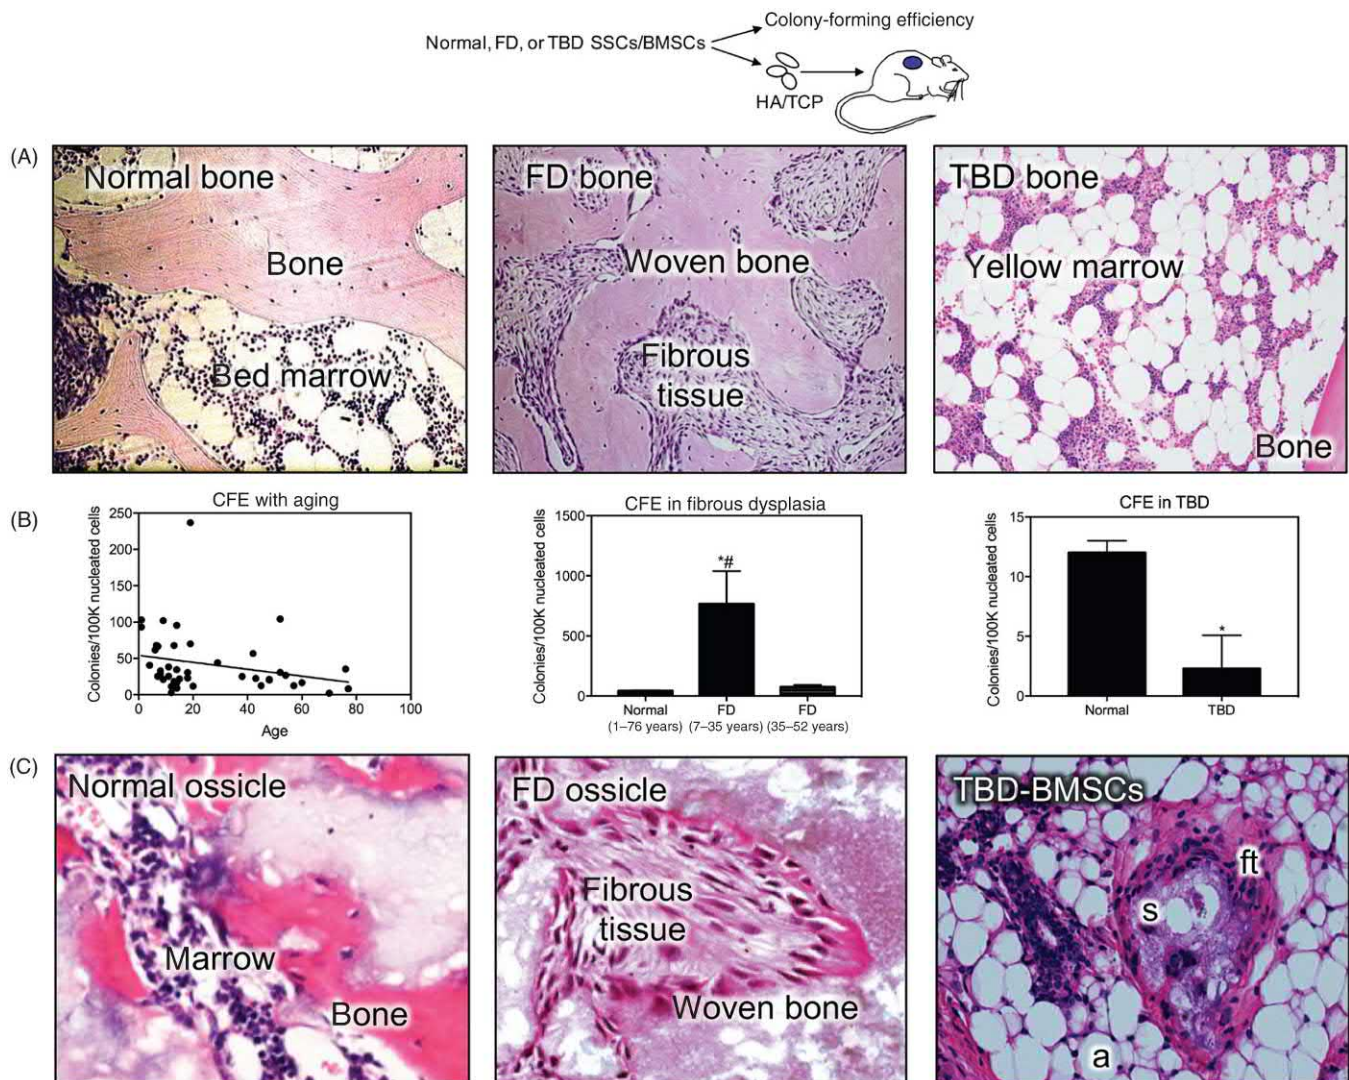 Colony-forming efficiency
Normal, FD, or TBD SSCs/BMSCs
HA/TCP
(A)
Normal bone
Bone
Bed marrow
FD bone
Woven bone
Fibrous
tissue
TBD bone
Yellow marrow
Bone
(B)
CFE with aging
Colonies/100K nucleated cells
250
200
150
100
50
0
0 20 40 60 80 100
Age
CFE in fibrous dysplasia
Colonies/100K nucleated cells
1500
1000
500
0
*#
Normal FD FD
(1–76 years) (7–35 years) (35–52 years)
CFE in TBD
Colonies/100K nucleated cells
15
10
5
0
*
Normal TBD
(C)
Normal ossicle
Marrow
Bone
FD ossicle
Fibrous
tissue
Woven bone
TBD-BMSCs
ft
s
a